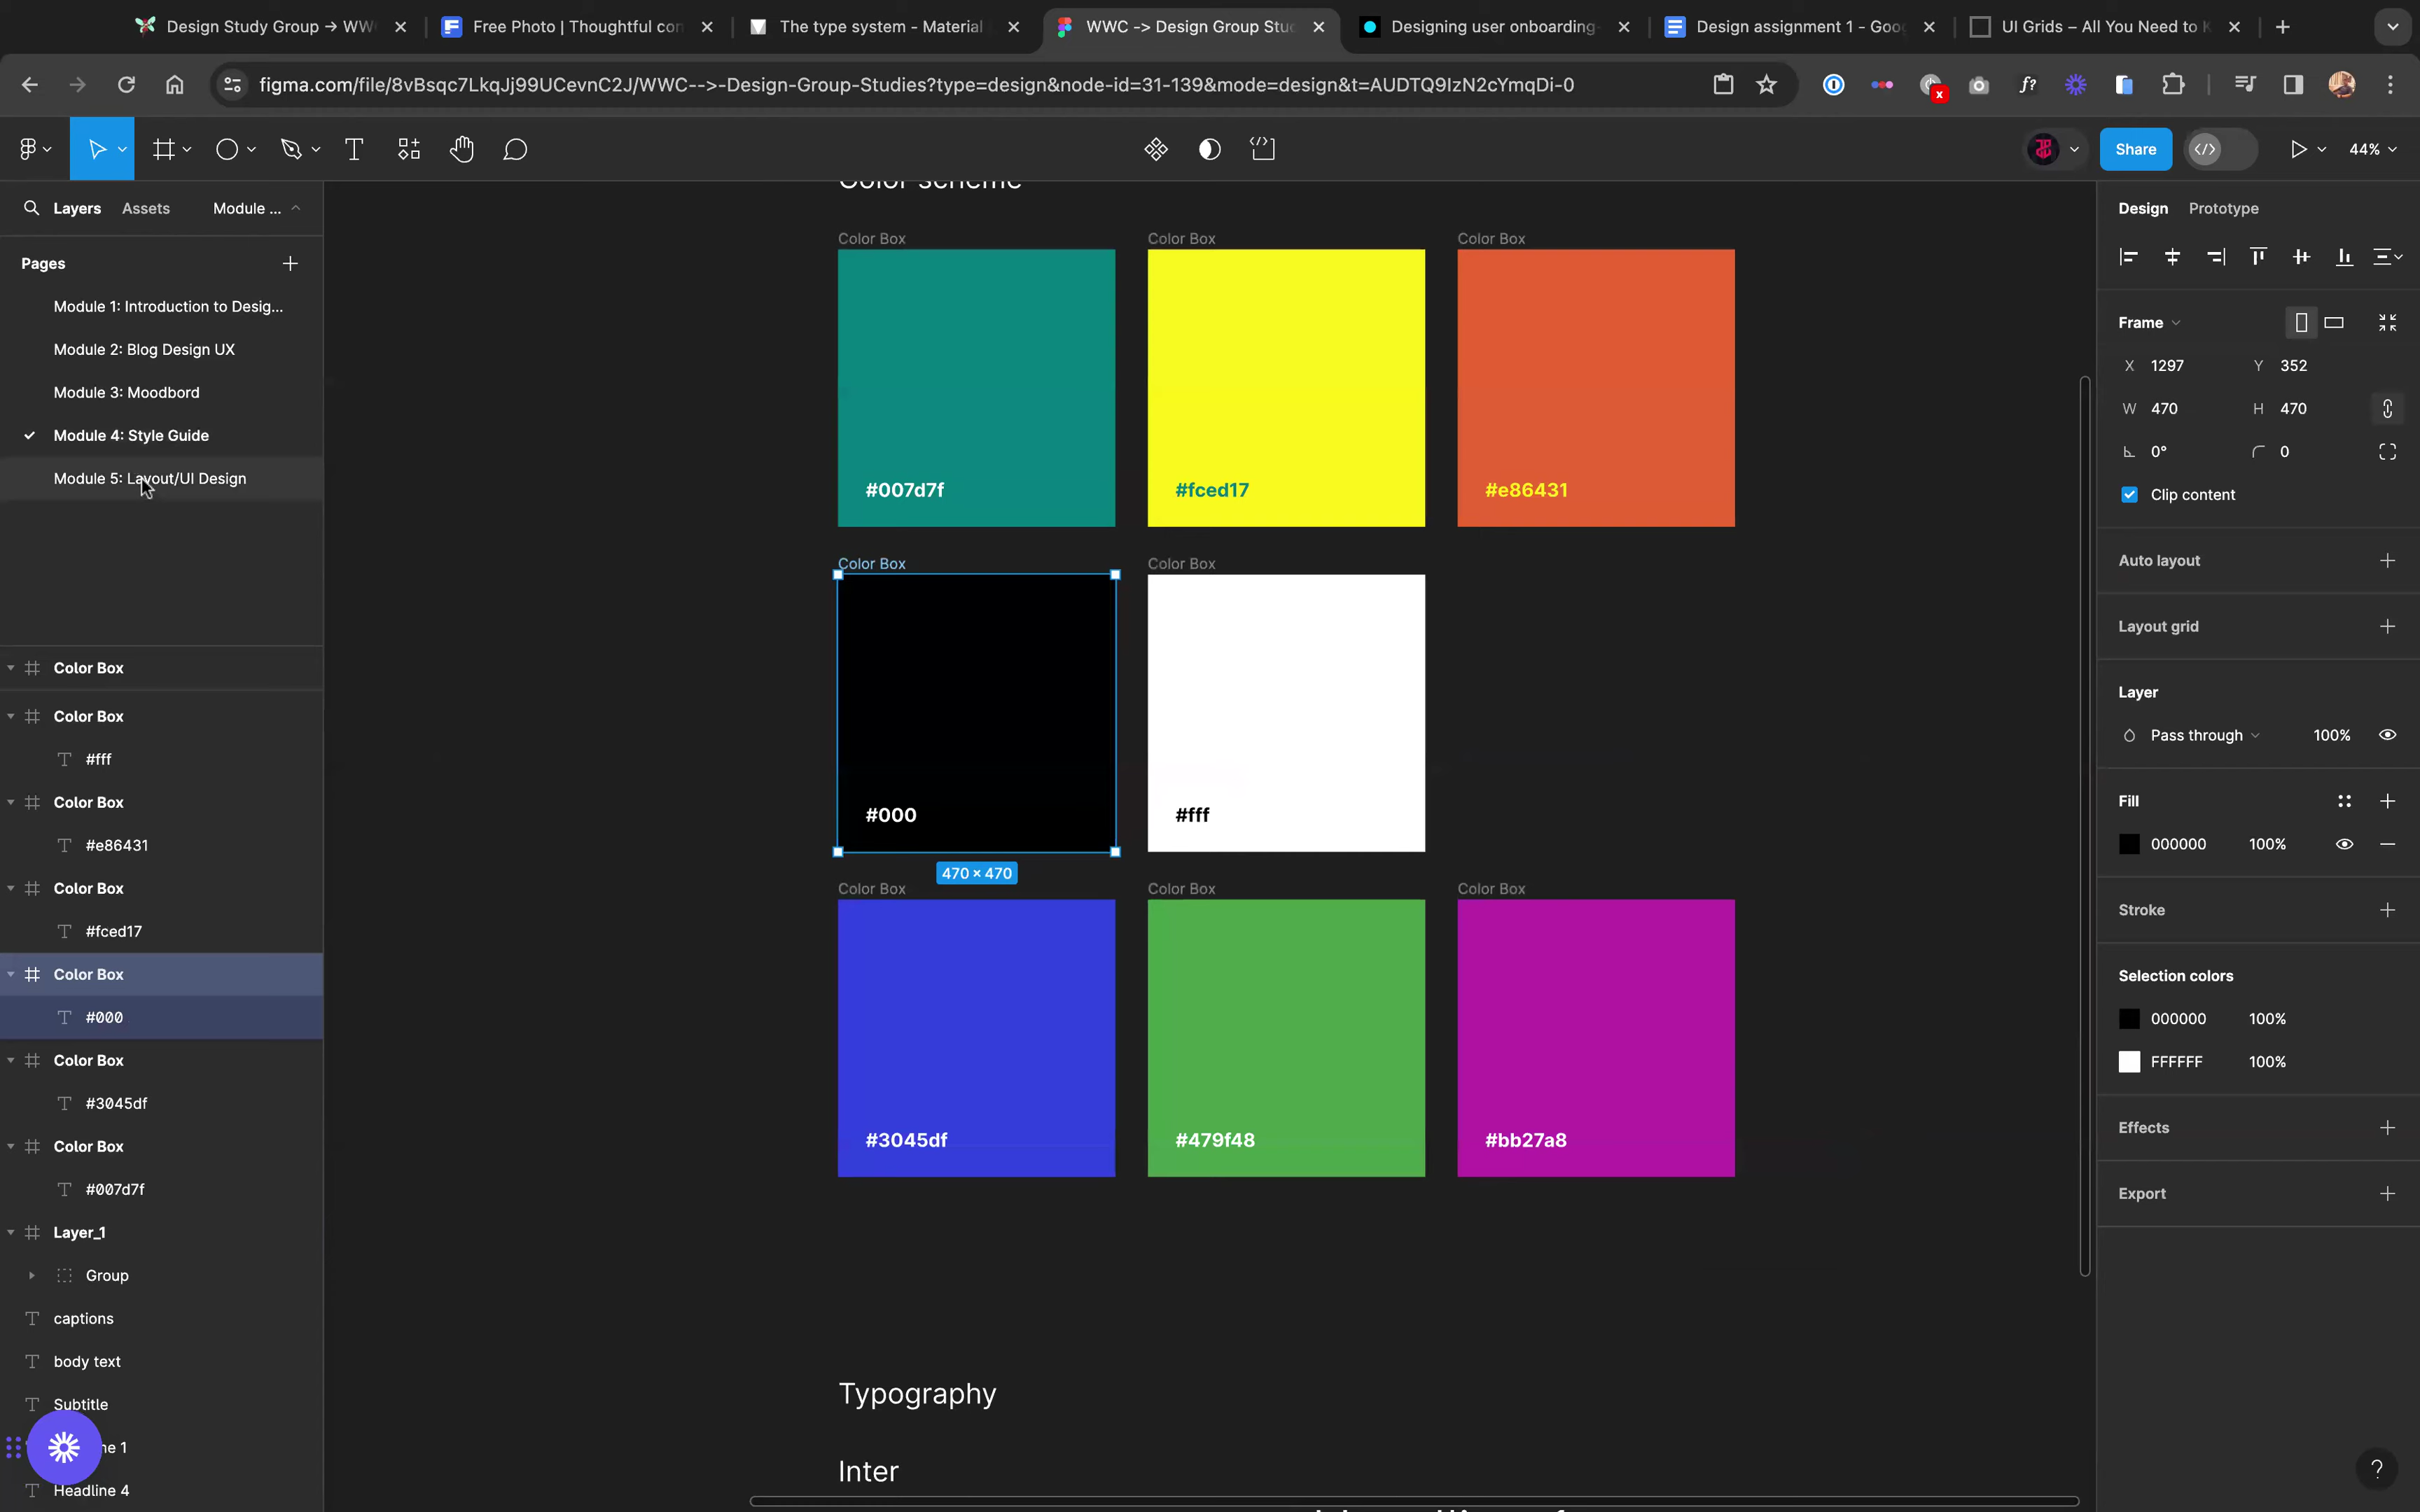 Design Study Group → WW
Free Photo | Thoughtful con
The type system - Material
WWC -> Design Group Stu
Designing user onboarding-
Design assignment 1 - Goo
UI Grids – All You Need to K
figma.com/file/8vBsqc7LkqJj99UCevnC2J/WWC-->-Design-Group-Studies?type=design&node-id=31-139&mode=design&t=AUDTQ9IzN2cYmqDi-0
Share
44%
Layers
Assets
Module ...
Pages
Module 1: Introduction to Desig...
Module 2: Blog Design UX
Module 3: Moodbord
Module 4: Style Guide
Module 5: Layout/UI Design
Color Box
Color Box
#fff
Color Box
#e86431
Color Box
#fced17
Color Box
#000
Color Box
#3045df
Color Box
#007d7f
Layer_1
Group
captions
body text
Subtitle
ne 1
Headline 4
Color scheme
Color Box
Color Box
Color Box
#007d7f
#fced17
#e86431
Color Box
Color Box
#000
#fff
470 × 470
Color Box
Color Box
Color Box
#3045df
#479f48
#bb27a8
Typography
Inter
Design
Prototype
Frame
X 1297
Y 352
W 470
H 470
0°
0
Clip content
Auto layout
Layout grid
Layer
Pass through
100%
Fill
000000
100%
Stroke
Selection colors
000000
100%
FFFFFF
100%
Effects
Export
?